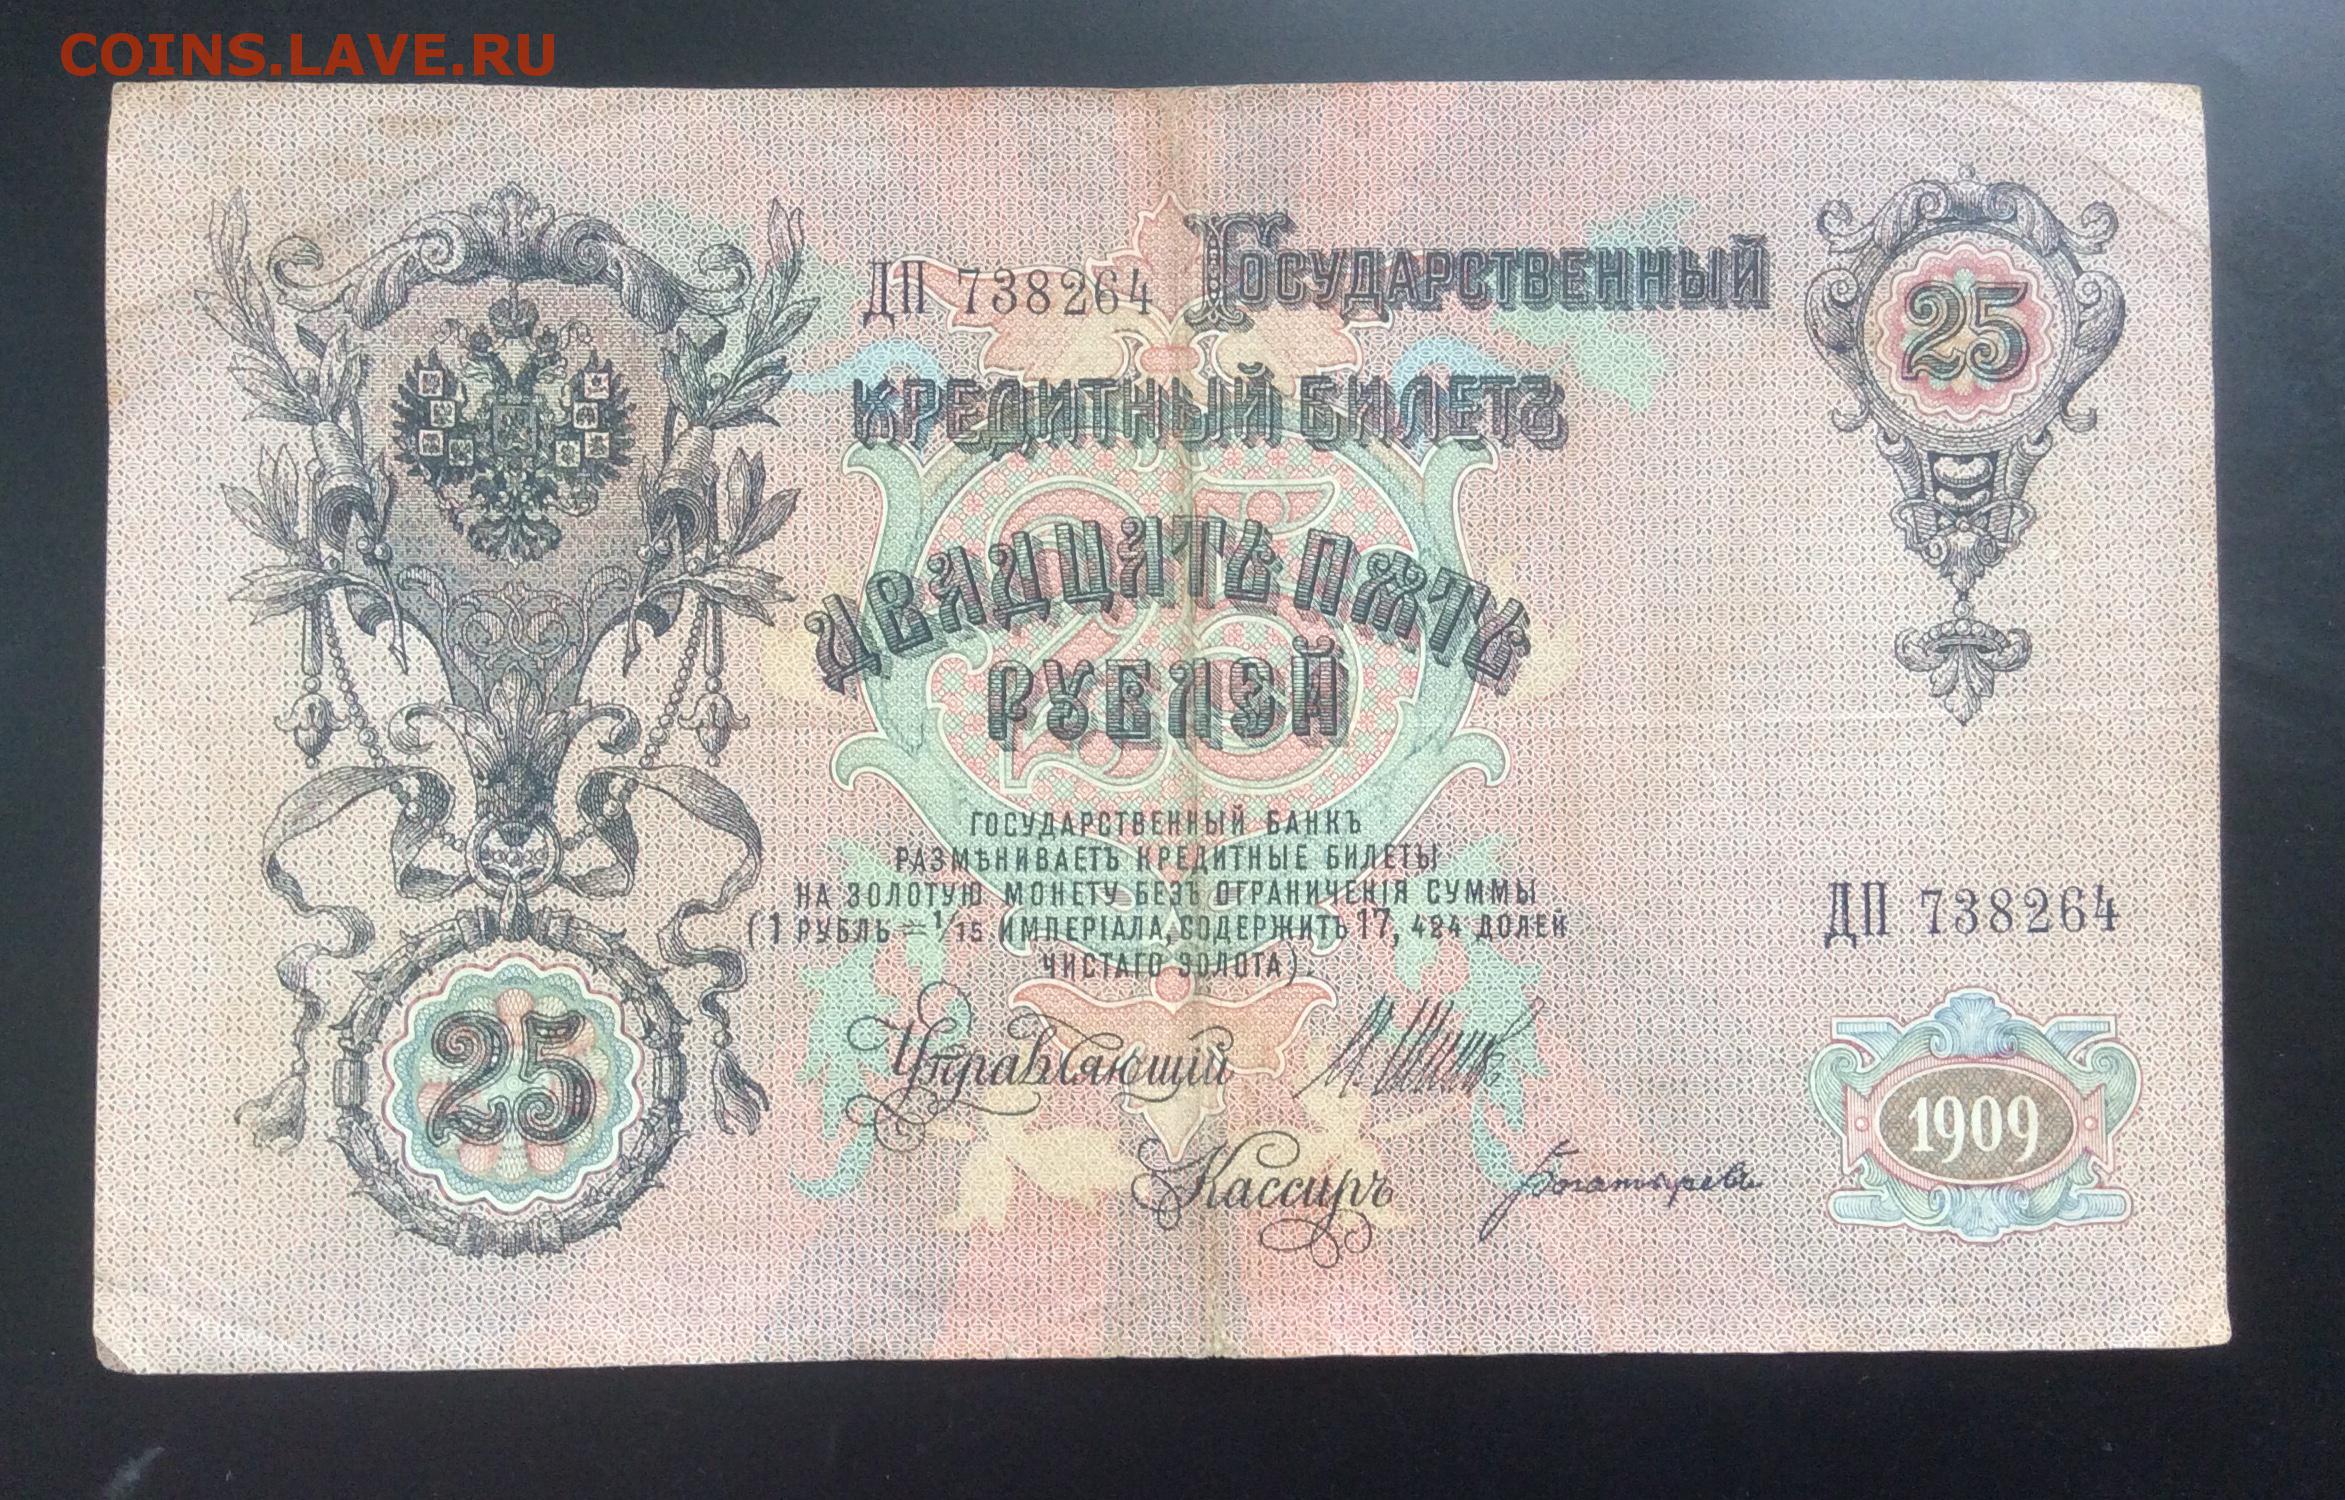 COINS.LAVE.RU
ДП 738264 ГОСУДАРСТВЕННЫЙ 25
КРЕДИТНЫЙ БИЛЕТЪ
25
ДВАДЦАТЬ ПѦТЬ
РУБЛЕЙ
ГОСУДАРСТВЕННЫЙ БАНКЪ
РАЗМѢНИВАЕТЪ КРЕДИТНЫЕ БИЛЕТЫ
НА ЗОЛОТУЮ МОНЕТУ БЕЗЪ ОГРАНИЧЕНІЯ СУММЫ
(1 РУБЛЬ = 1/15 ИМПЕРІАЛА, СОДЕРЖИТЪ 17, 424 ДОЛЕЙ
ЧИСТАГО ЗОЛОТА).
ДП 738264
25
Управляющій
Кассиръ Богатыревъ
1909